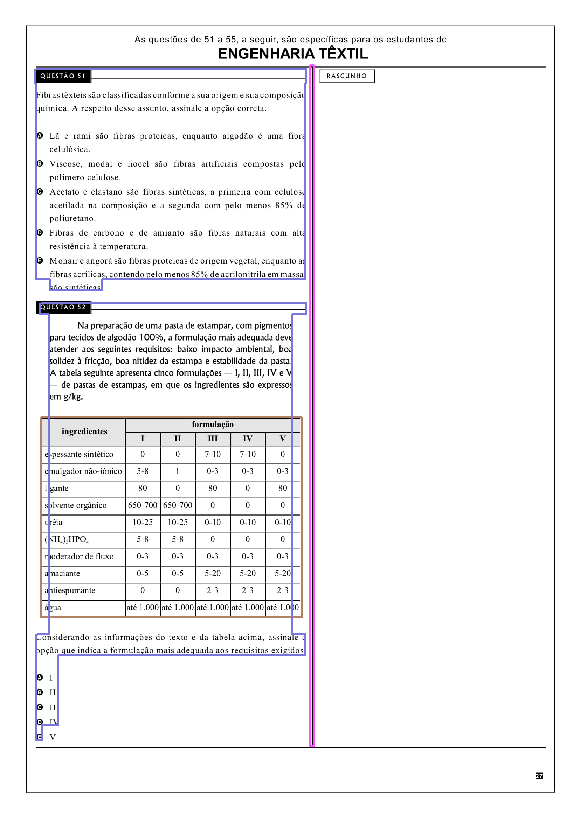 As questões de 51 a 55, a seguir, são específicas para os estudantes de
ENGENHARIA TÊXTIL
QUESTÃO 51
Fibras têxteis são classificadas conforme a sua origem e sua composição
química. A respeito desse assunto, assinale a opção correta.
A Lã e rami são fibras proteicas, enquanto algodão é uma fibra
celulósica.
B Viscose, modal e liocel são fibras artificiais compostas pelo
polímero celulose.
C Acetato e elastano são fibras sintéticas, a primeira com celulose
acetilada na composição e a segunda com pelo menos 85% de
poliuretano.
D Fibras de carbono e de amianto são fibras naturais com alta
resistência à temperatura.
E Mohair e angorá são fibras proteicas de origem vegetal, enquanto as
fibras acrílicas, contendo pelo menos 85% de acrilonitrila em massa,
são sintéticas.
QUESTÃO 52
Na preparação de uma pasta de estampar, com pigmentos
para tecidos de algodão 100%, a formulação mais adequada deve
atender aos seguintes requisitos: baixo impacto ambiental, boa
solidez à fricção, boa nitidez da estampa e estabilidade da pasta.
A tabela seguinte apresenta cinco formulações — I, II, III, IV e V
— de pastas de estampas, em que os ingredientes são expressos
em g/kg.
ingredientes formulação
I II III IV V
espessante sintético 0 0 7-10 7-10 0
emulgador não-iônico 5-8 1 0-3 0-3 0-3
ligante 80 0 80 0 80
solvente orgânico 650-700 650-700 0 0 0
uréia 10-25 10-25 0-10 0-10 0-10
(NH₄)₂HPO₄ 5-8 5-8 0 0 0
moderador de fluxo 0-3 0-3 0-3 0-3 0-3
amaciante 0-5 0-5 5-20 5-20 5-20
antiespumante 0 0 2-3 2-3 2-3
água até 1.000 até 1.000 até 1.000 até 1.000 até 1.000
Considerando as informações do texto e da tabela acima, assinale a
opção que indica a formulação mais adequada aos requisitos exigidos.
A I
B II
C III
D IV
E V
RASCUNHO